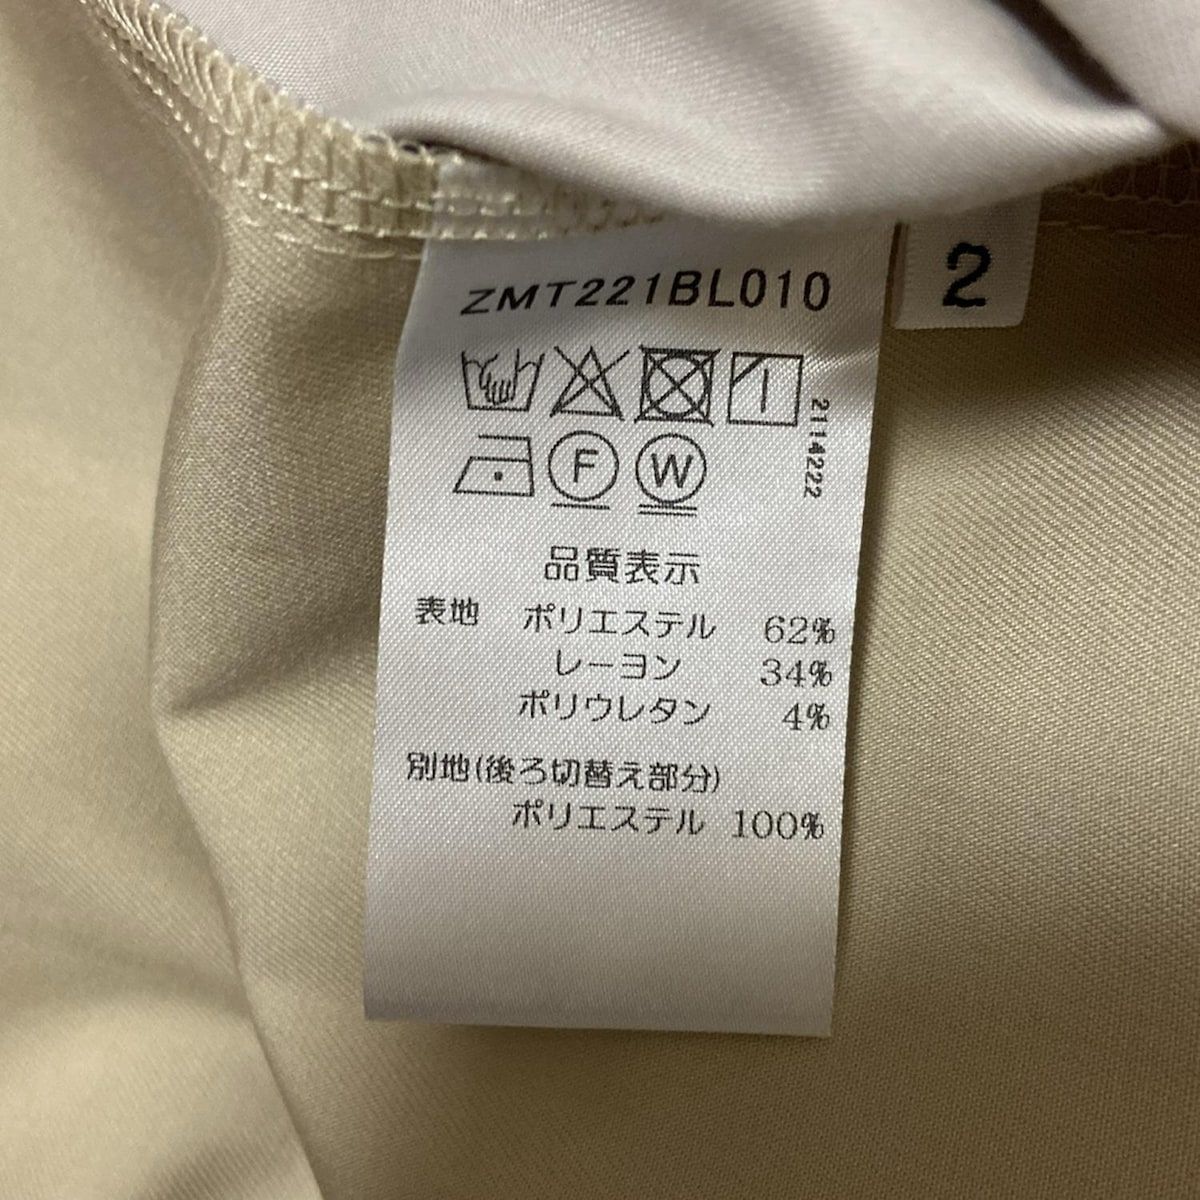 ZMT221BL010
2
2114222
F W
品質表示
表地 ポリエステル 62%
レーヨン 34%
ポリウレタン 4%
別地(後ろ切替え部分)
ポリエステル 100%